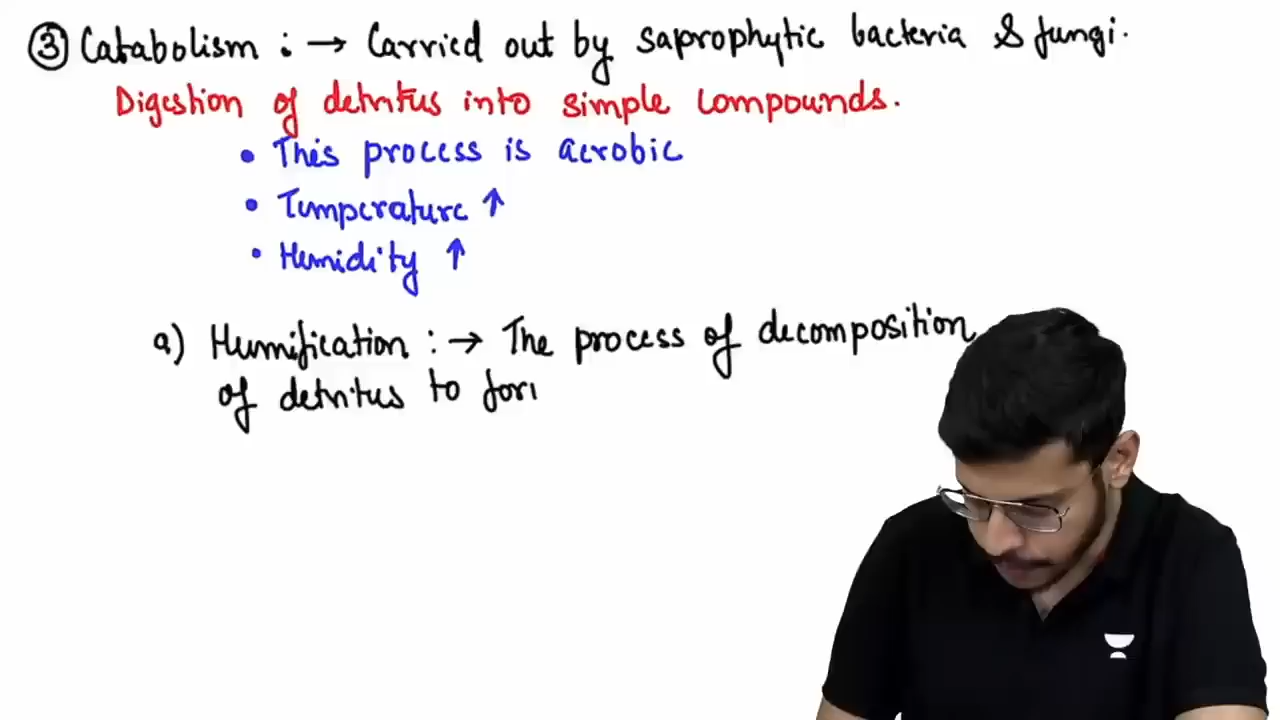 ③ Catabolism : → Carried out by saprophytic bacteria & fungi.
Digestion of detritus into simple compounds.
• This process is aerobic
• Temperature ↑
• Humidity ↑
a) Humification : → The process of decomposition
of detritus to for